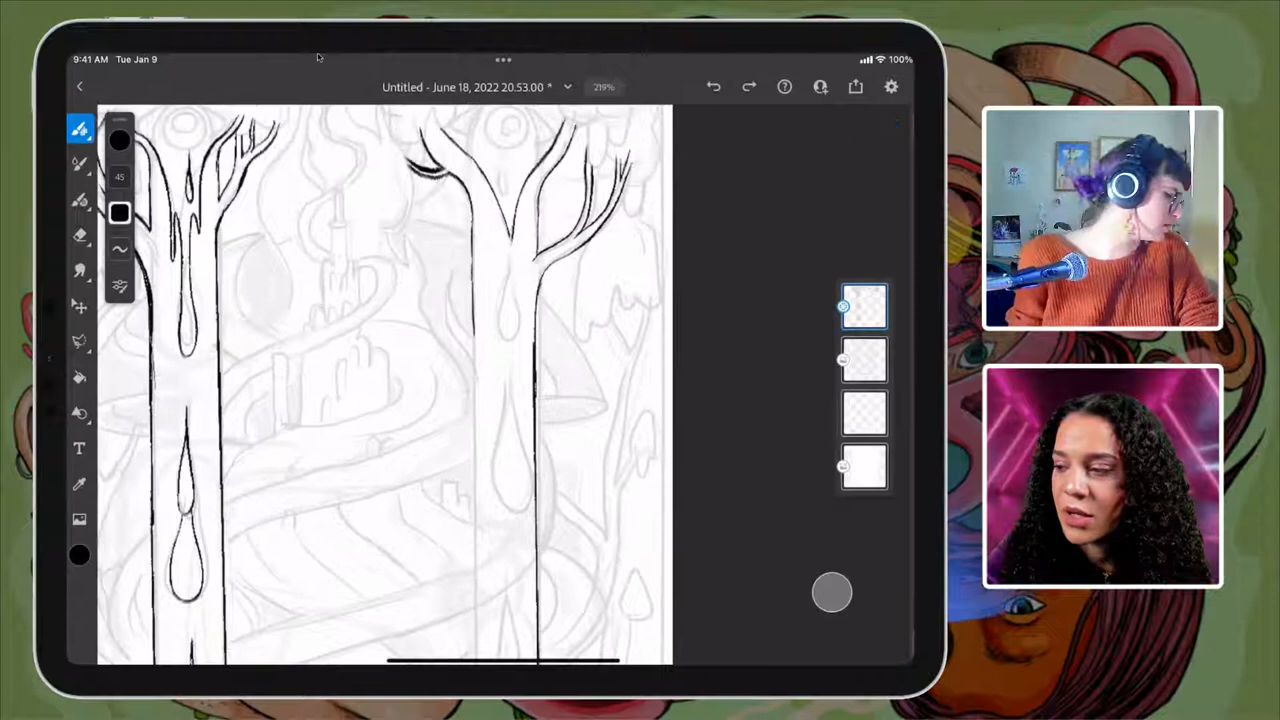 9:41 AM Tue Jan 9
100%
Untitled - June 18, 2022 20.53.00 *
219%
45
T